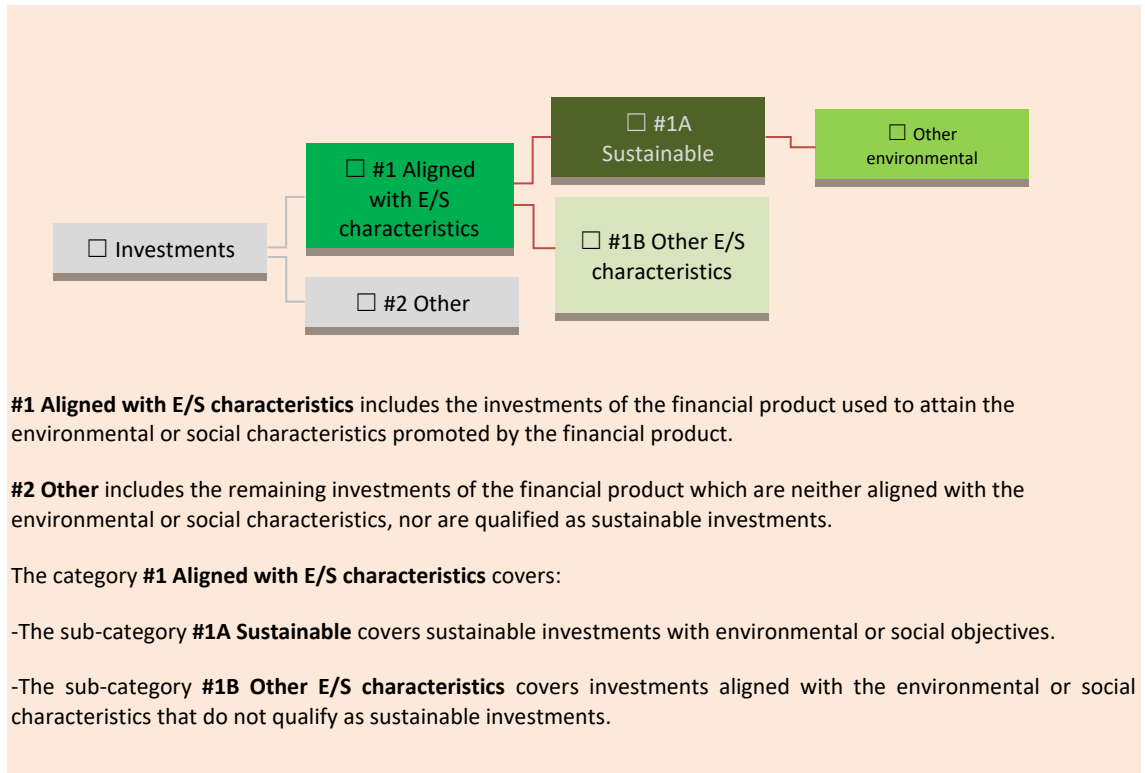 ☐ #1A
Sustainable
☐ Other
environmental
☐ #1 Aligned
with E/S
characteristics
☐ Investments
☐ #1B Other E/S
characteristics
☐ #2 Other
#1 Aligned with E/S characteristics includes the investments of the financial product used to attain the
environmental or social characteristics promoted by the financial product.
#2 Other includes the remaining investments of the financial product which are neither aligned with the
environmental or social characteristics, nor are qualified as sustainable investments.
The category #1 Aligned with E/S characteristics covers:
-The sub-category #1A Sustainable covers sustainable investments with environmental or social objectives.
-The sub-category #1B Other E/S characteristics covers investments aligned with the environmental or social
characteristics that do not qualify as sustainable investments.